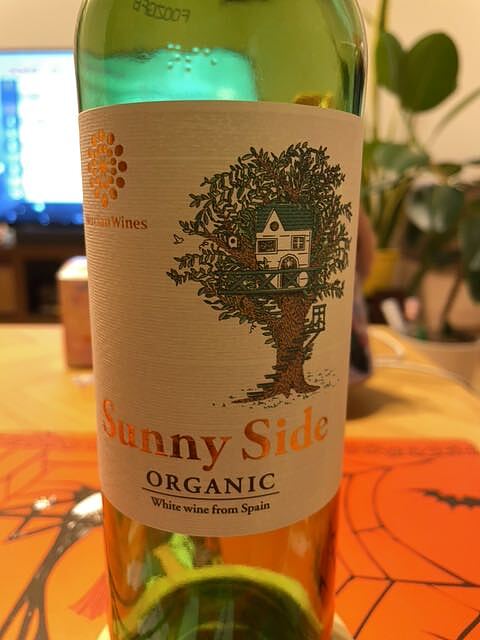 Wines
Sunny Side
ORGANIC
White wine from Spain